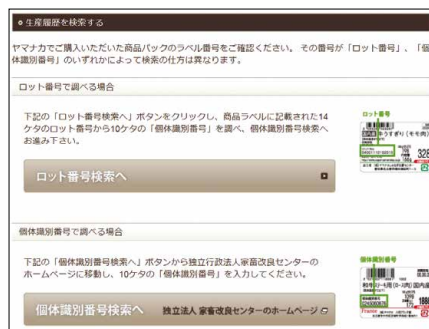 生産履歴を検索する
ヤマナカでご購入いただいた商品パックのラベル番号をご確認ください。 その番号が「ロット番号」、「個
体識別番号」のいずれかによって検索の仕方は異なります。
ロット番号で調べる場合
下記の「ロット番号検索へ」ボタンをクリックし、商品ラベルに記載された14
ケタのロット番号から10ケタの「個体識別番号」を調べ、個体識別番号検索へ
お進み下さい。
ロット番号
328
ロット番号検索へ
個体識別番号で調べる場合
下記の「個体識別番号検索へ」ボタンから独立行政法人家畜改良センターの
ホームページに移動し、10ケタの「個体識別番号」を入力してください。
個体識別番号
188
個体識別番号検索へ 独立法人 家畜改良センターのホームページ